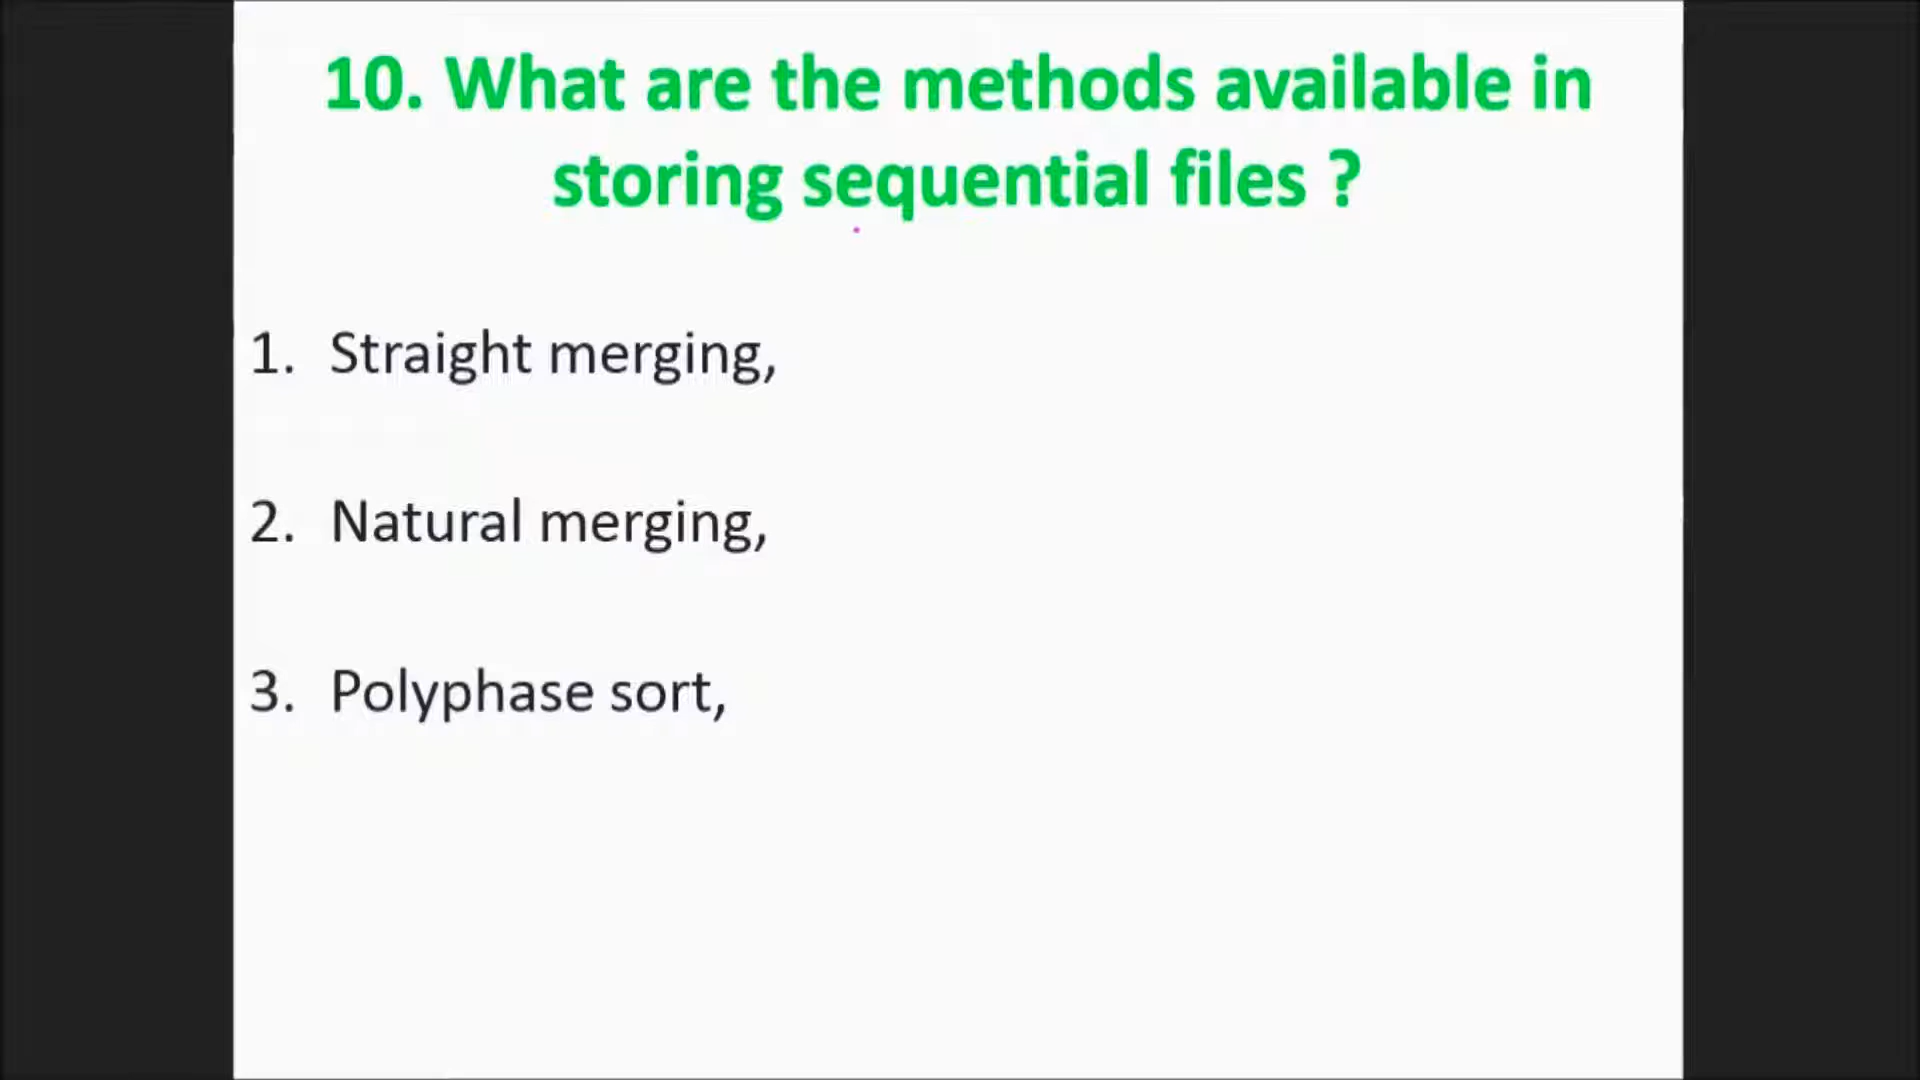 10. What are the methods available in
storing sequential files ?
1. Straight merging,
2. Natural merging,
3. Polyphase sort,